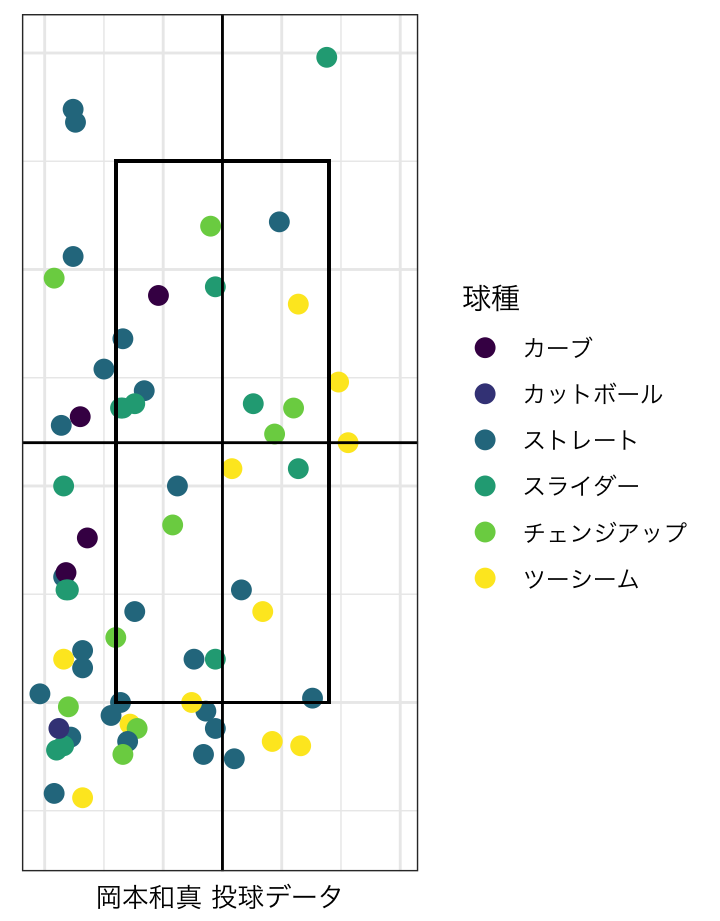 球種
カーブ
カットボール
ストレート
スライダー
チェンジアップ
ツーシーム
岡本和真 投球データ